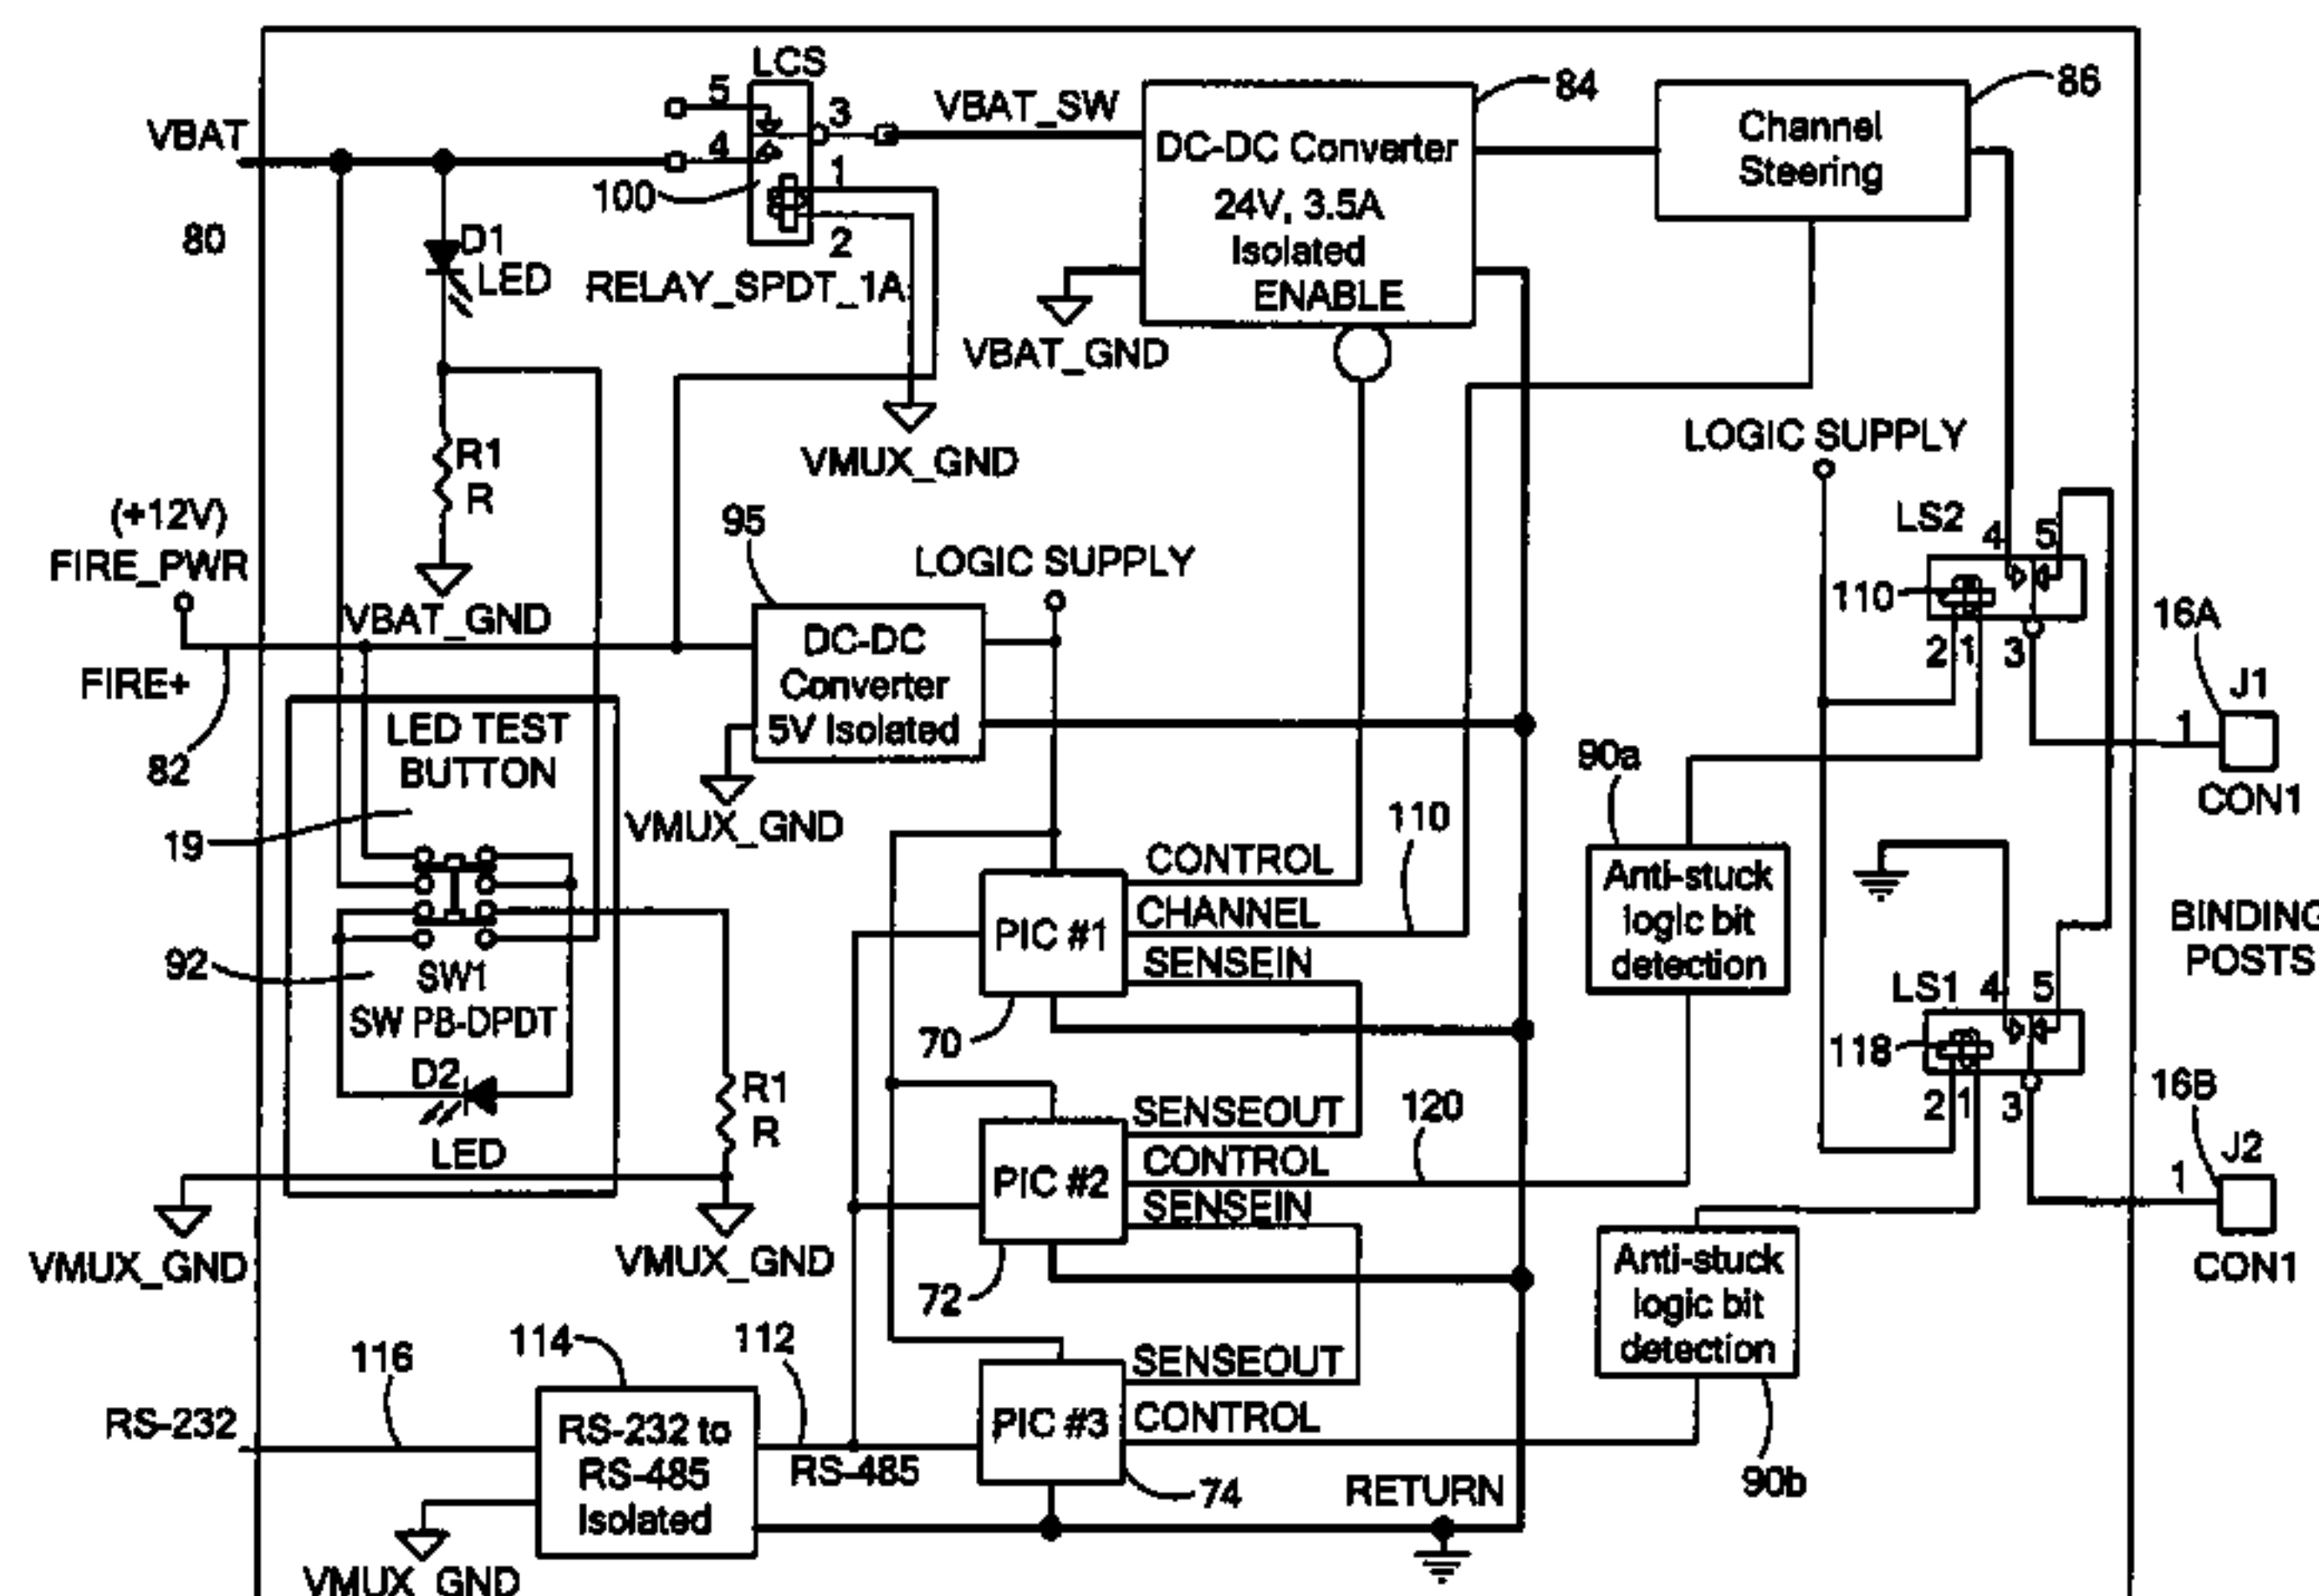 LCS
5
3
VBAT_SW
84
86
VBAT
4
DC-DC Converter
24V, 3.5A
Isolated
ENABLE
Channel
Steering
100
1
2
80
D1
LED
RELAY_SPDT_1A
VBAT_GND
VMUX_GND
LOGIC SUPPLY
R1
R
(+12V)
FIRE_PWR
95
LOGIC SUPPLY
LS2
4
5
110
VBAT_GND
FIRE+
DC-DC
Converter
5V Isolated
2
1
3
16A
J1
1
CON1
82
LED TEST
BUTTON
VMUX_GND
90a
19
110
CONTROL
CHANNEL
SENSEIN
PIC #1
Anti-stuck
logic bit
detection
BINDING
POSTS
92
SW1
SW PB-DPDT
70
LS1
4
5
118
D2
LED
R1
R
SENSEOUT
CONTROL
SENSEIN
PIC #2
120
2
1
3
16B
J2
1
CON1
VMUX_GND
VMUX_GND
72
Anti-stuck
logic bit
detection
116
114
112
SENSEOUT
CONTROL
PIC #3
RS-232
RS-232 to
RS-485
Isolated
RS-485
74
RETURN
90b
VMUX_GND